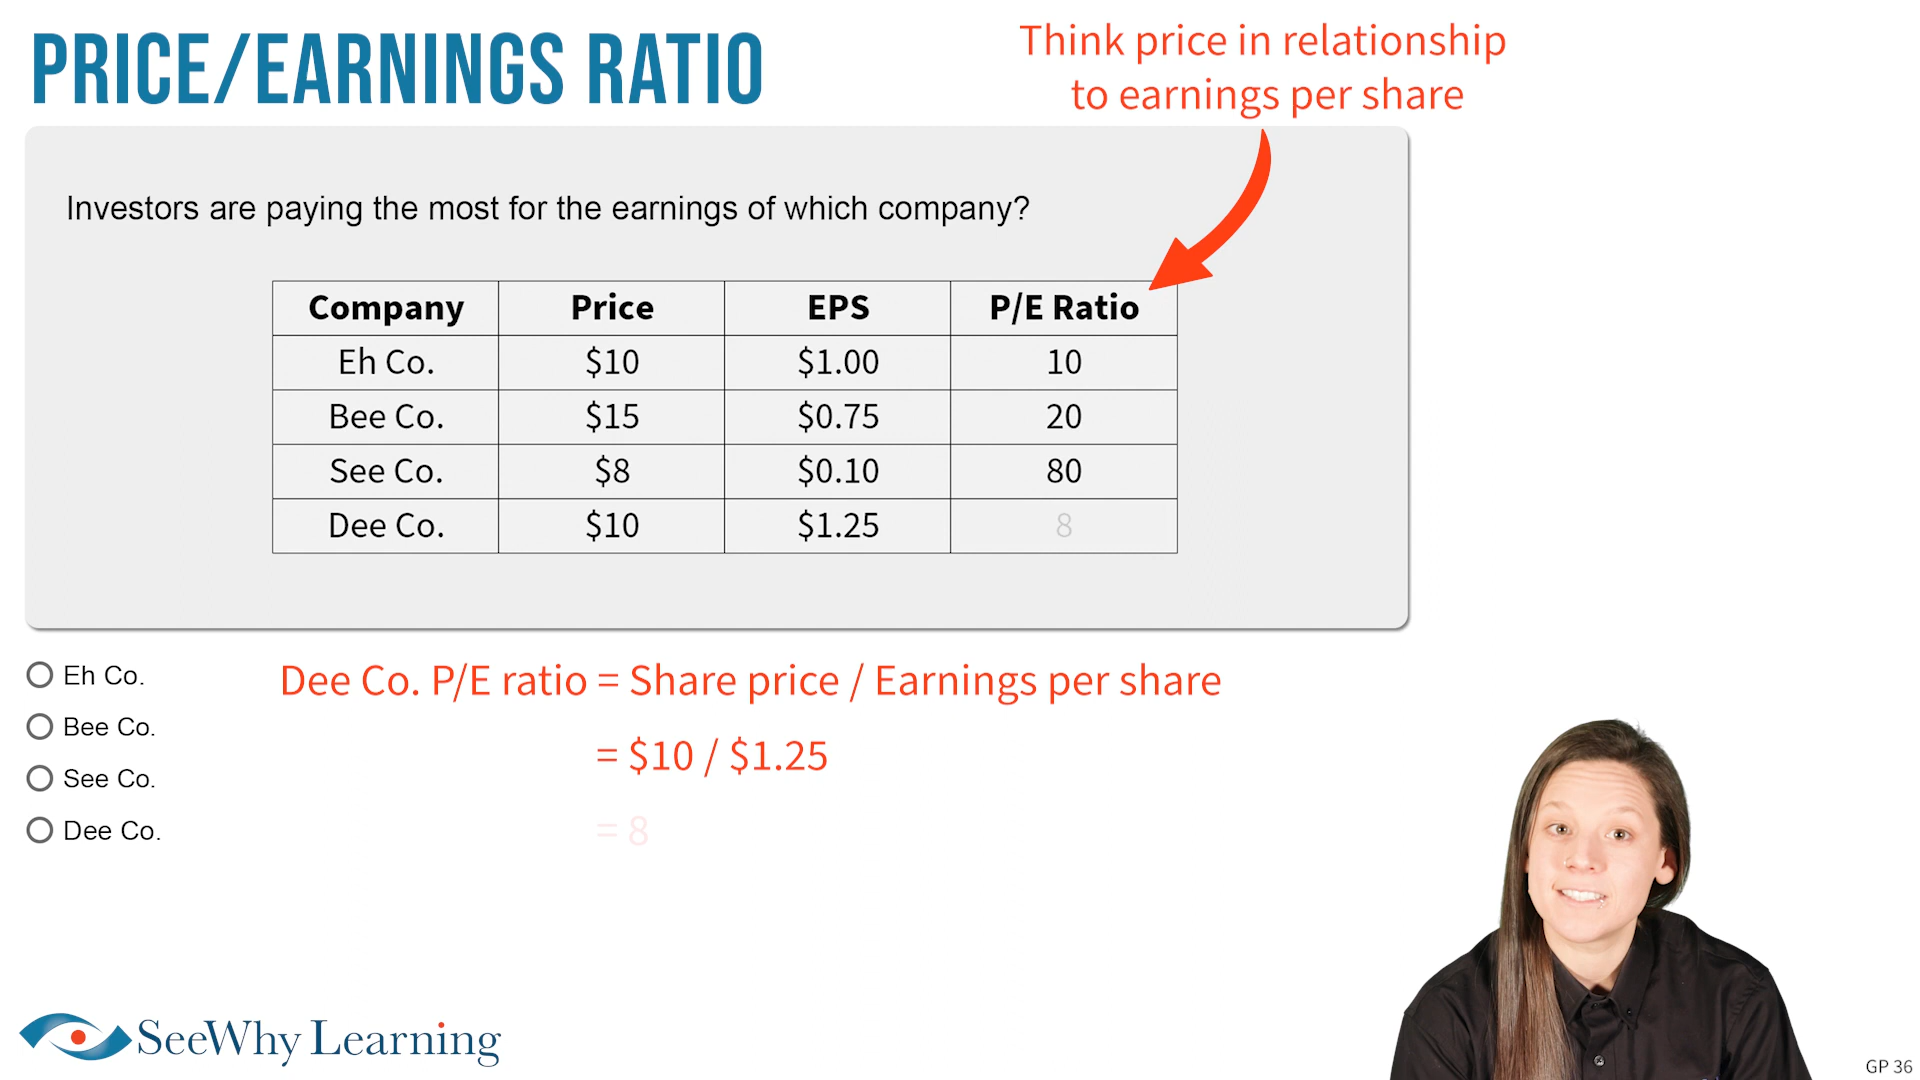 PRICE/EARNINGS RATIO
Think price in relationship
to earnings per share
Investors are paying the most for the earnings of which company?
Company Price EPS P/E Ratio
Eh Co. $10 $1.00 10
Bee Co. $15 $0.75 20
See Co. $8 $0.10 80
Dee Co. $10 $1.25 8
Eh Co.
Bee Co.
See Co.
Dee Co.
Dee Co. P/E ratio = Share price / Earnings per share
= $10 / $1.25
= 8
SeeWhy Learning
GP 36